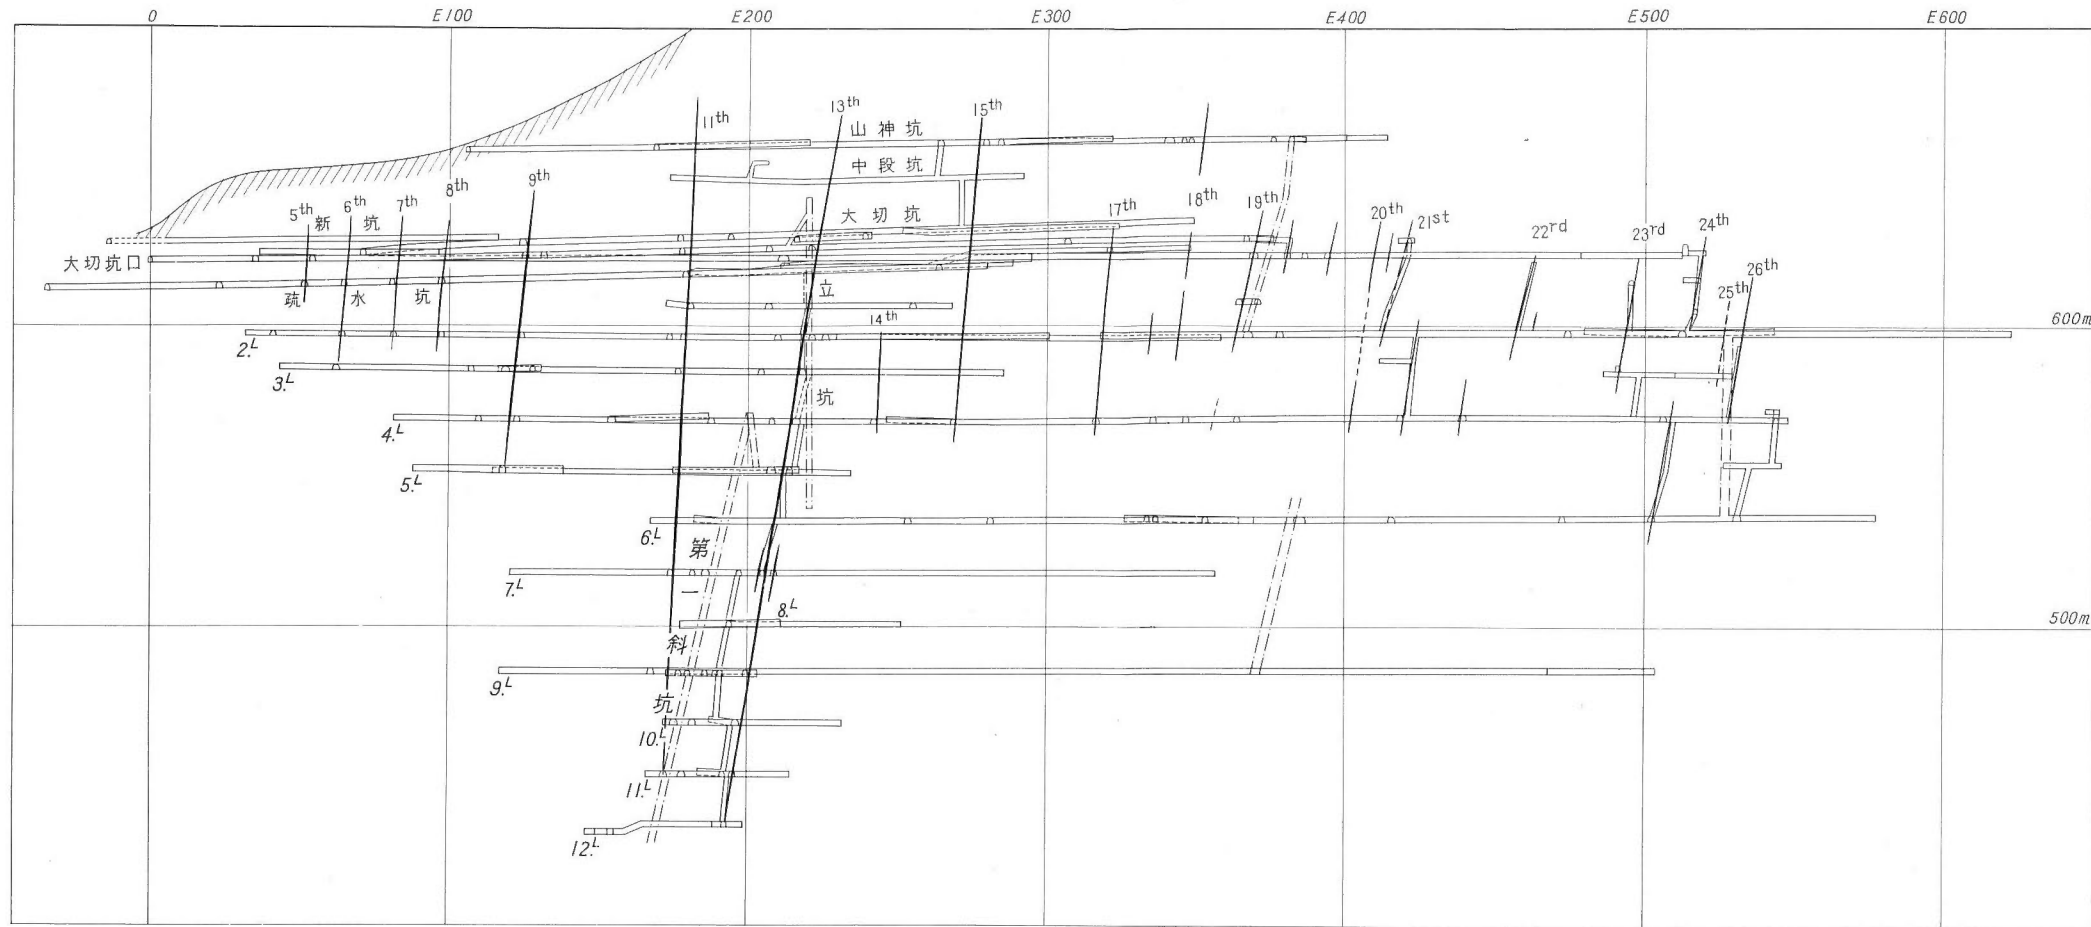 0 E100 E200 E300 E400 E500 E600
11th 13th 15th
山神坑
中段坑
5th 新坑 6th 7th 8th 9th
大切坑
17th 18th 19th 20th 21st 22rd 23rd 24th
大切坑口
疏水坑
立坑
25th 26th
14th
600m
2.L
3.L
4.L
5.L
6.L
第一斜坑
7.L
8.L
500m
9.L
10.L
11.L
12.L